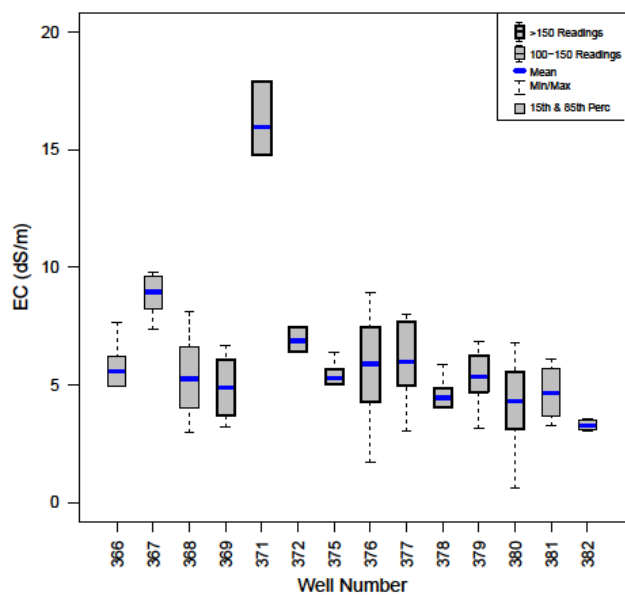 20
15
10
5
0
EC (dS/m)
>150 Readings
100−150 Readings
Mean
Min/Max
15th & 85th Perc
366
367
368
369
371
372
375
376
377
378
379
380
381
382
Well Number